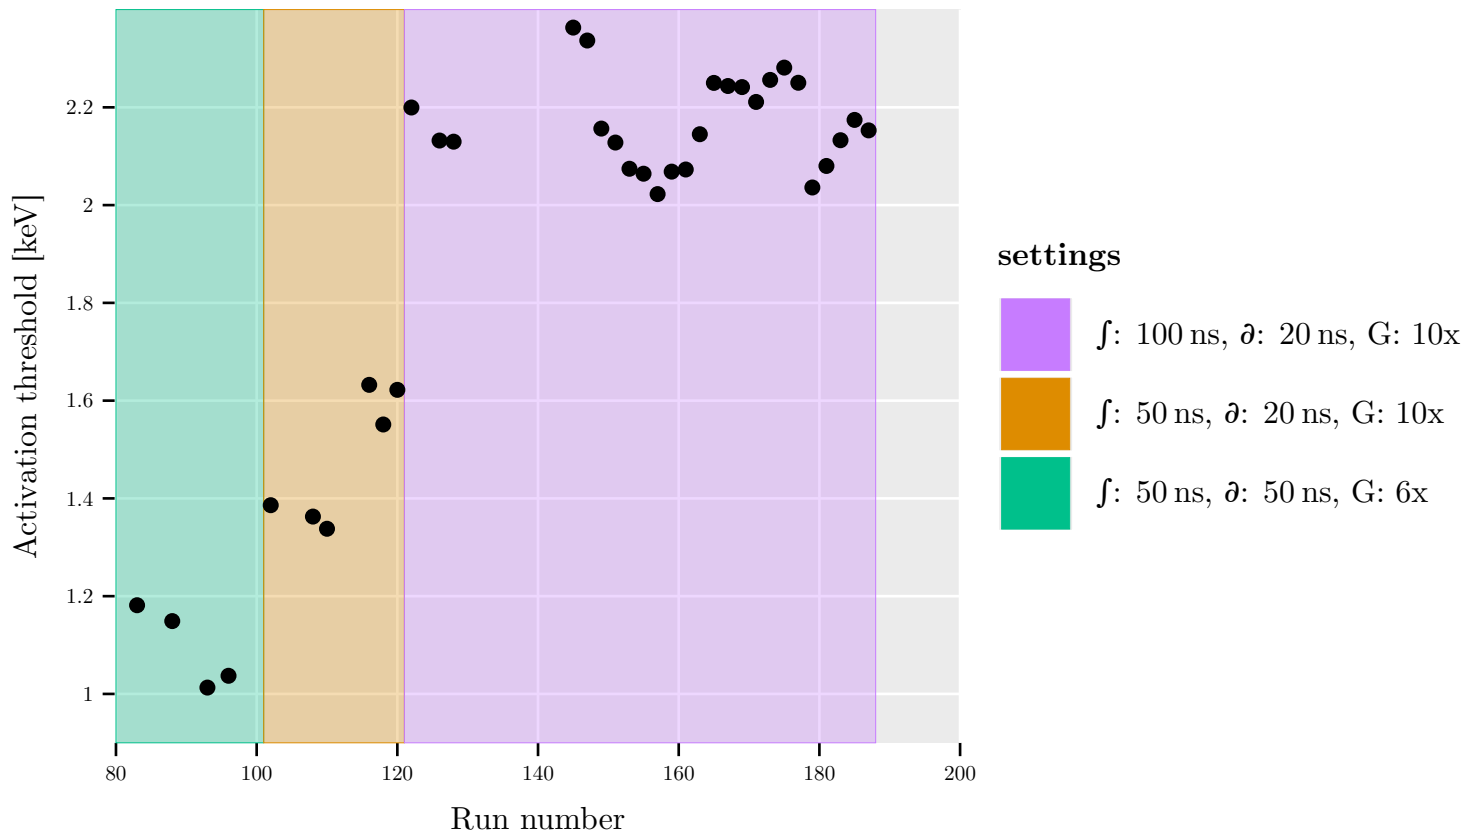 Activation threshold [keV]
2.2
2
1.8
1.6
1.4
1.2
1
80 100 120 140 160 180 200
Run number
settings
∫: 100 ns, ∂: 20 ns, G: 10x
∫: 50 ns, ∂: 20 ns, G: 10x
∫: 50 ns, ∂: 50 ns, G: 6x